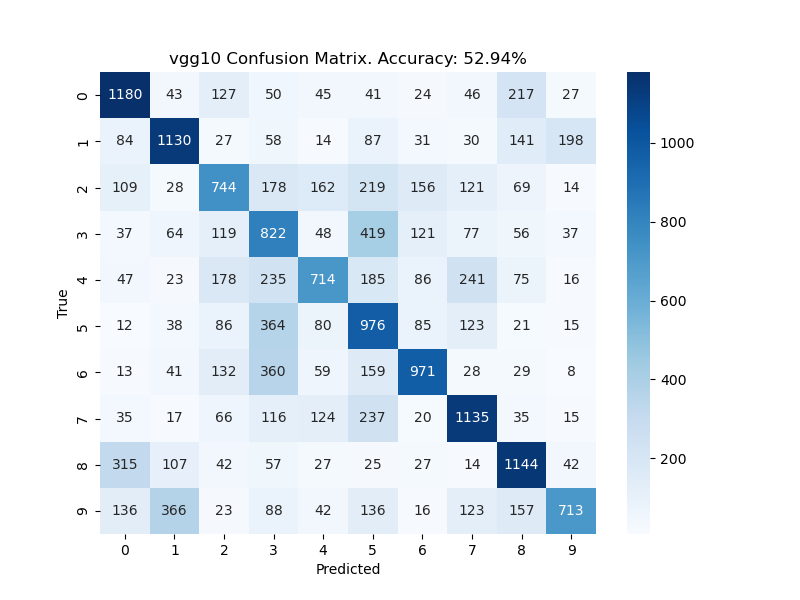 vgg10 Confusion Matrix. Accuracy: 52.94%
0 1180 43 127 50 45 41 24 46 217 27
1 84 1130 27 58 14 87 31 30 141 198
2 109 28 744 178 162 219 156 121 69 14
3 37 64 119 822 48 419 121 77 56 37
4 47 23 178 235 714 185 86 241 75 16
5 12 38 86 364 80 976 85 123 21 15
6 13 41 132 360 59 159 971 28 29 8
7 35 17 66 116 124 237 20 1135 35 15
8 315 107 42 57 27 25 27 14 1144 42
9 136 366 23 88 42 136 16 123 157 713
0 1 2 3 4 5 6 7 8 9
Predicted
True
1000
800
600
400
200